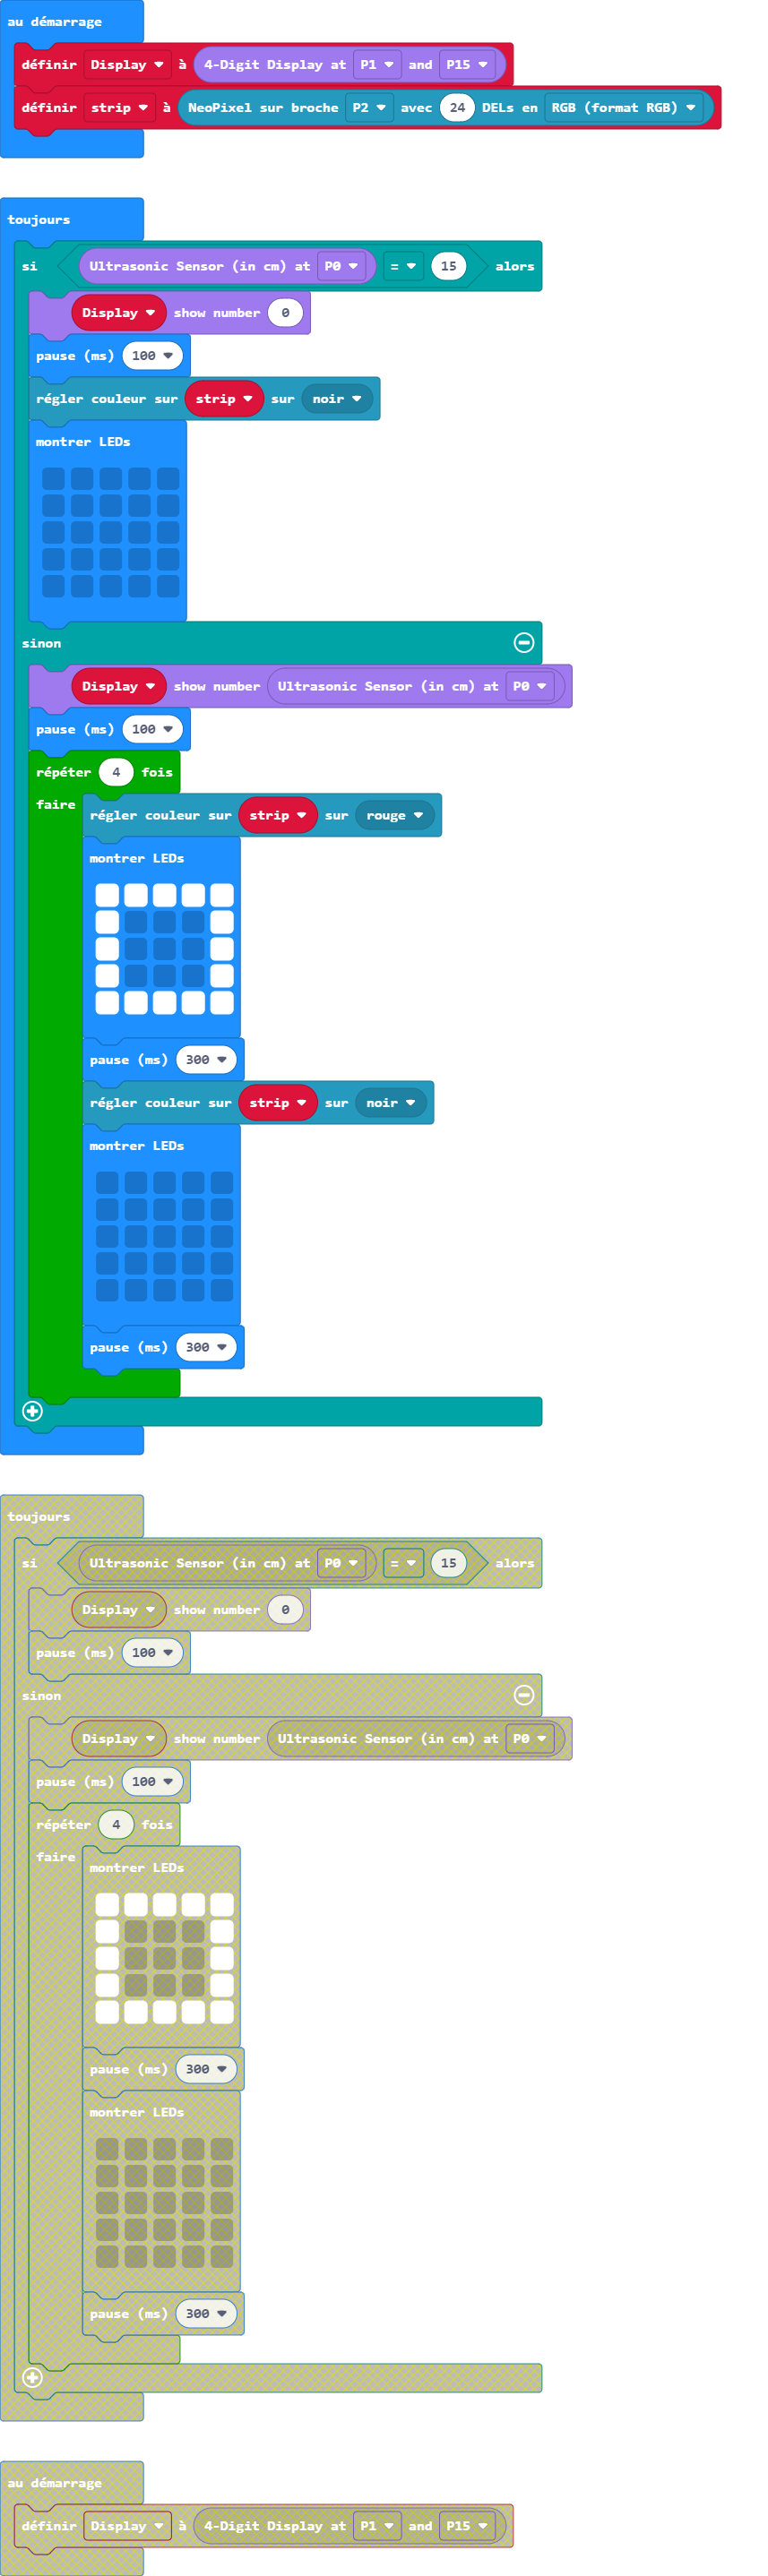 au démarrage
définir Display à 4-Digit Display at P1 and P15
définir strip à NeoPixel sur broche P2 avec 24 DELs en RGB (format RGB)
toujours
si Ultrasonic Sensor (in cm) at P0 = 15 alors
Display show number 0
pause (ms) 100
régler couleur sur strip sur noir
montrer LEDs
sinon
Display show number Ultrasonic Sensor (in cm) at P0
pause (ms) 100
répéter 4 fois
faire
régler couleur sur strip sur rouge
montrer LEDs
pause (ms) 300
régler couleur sur strip sur noir
montrer LEDs
pause (ms) 300
toujours
si Ultrasonic Sensor (in cm) at P0 = 15 alors
Display show number 0
pause (ms) 100
sinon
Display show number Ultrasonic Sensor (in cm) at P0
pause (ms) 100
répéter 4 fois
faire
montrer LEDs
pause (ms) 300
montrer LEDs
pause (ms) 300
au démarrage
définir Display à 4-Digit Display at P1 and P15